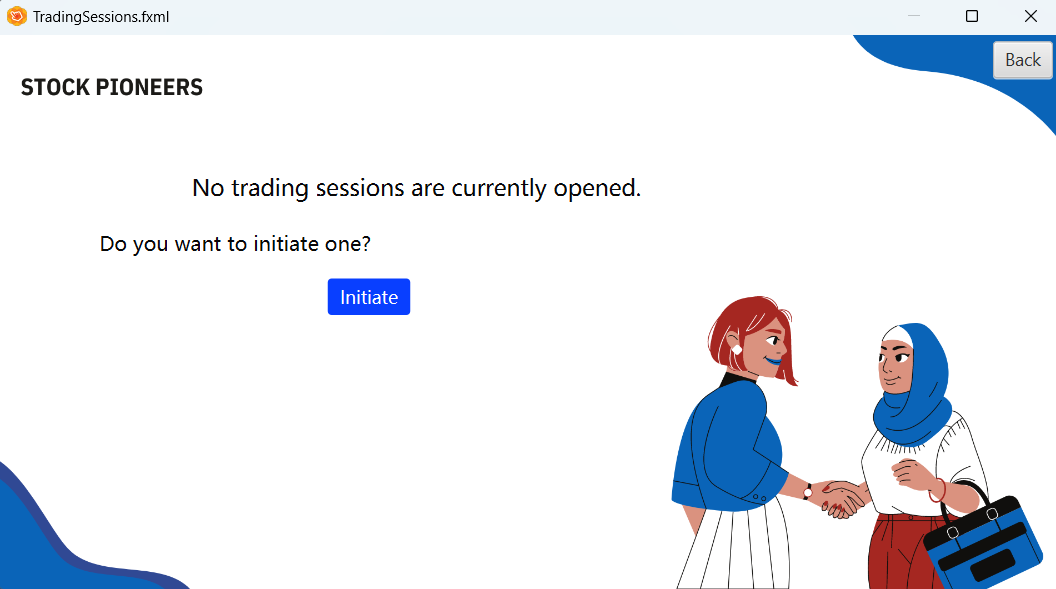 TradingSessions.fxml
Back
STOCK PIONEERS
No trading sessions are currently opened.
Do you want to initiate one?
Initiate